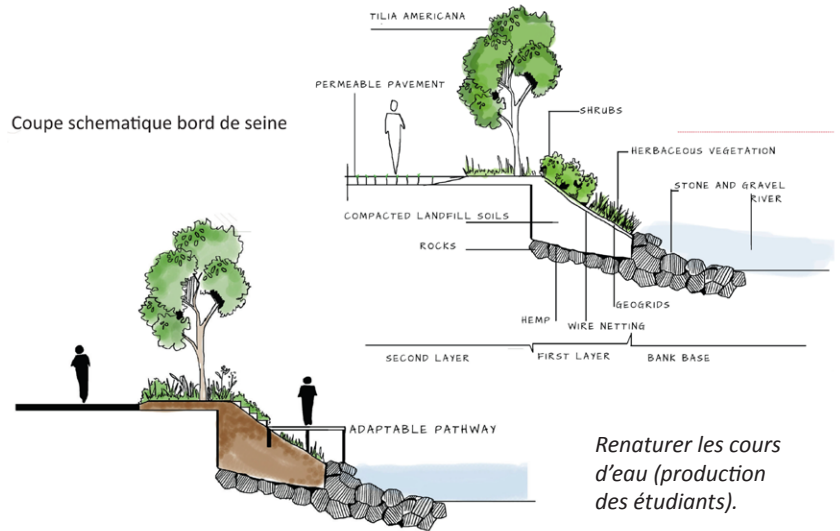 TILIA AMERICANA
PERMEABLE PAVEMENT
Coupe schematique bord de seine
SHRUBS
HERBACEOUS VEGETATION
STONE AND GRAVEL
RIVER
COMPACTED LANDFILL SOILS
ROCKS
GEOGRIDS
HEMP
WIRE NETTING
SECOND LAYER
FIRST LAYER
BANK BASE
ADAPTABLE PATHWAY
Renaturer les cours
d'eau (production
des étudiants).